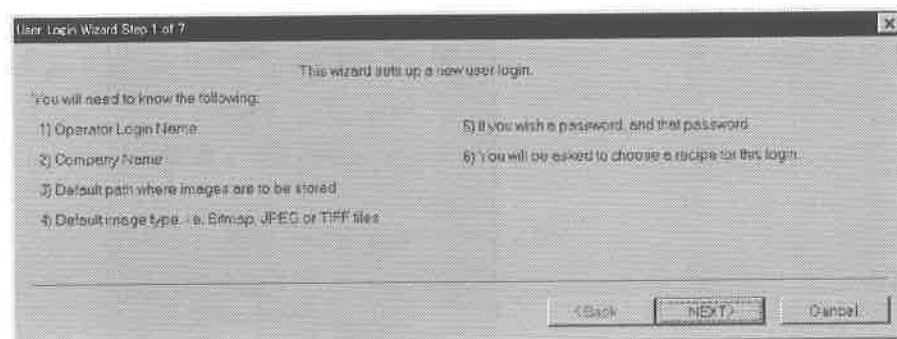 User Login Wizard Step 1 of 7
This wizard sets up a new user login.
You will need to know the following:
1) Operator Login Name
2) Company Name
3) Default path where images are to be stored
4) Default image type, i.e. Bitmap, JPEG or TIFF files
5) If you wish a password, and that password
6) You will be asked to choose a recipe for this login.
<Back
NEXT>
Cancel